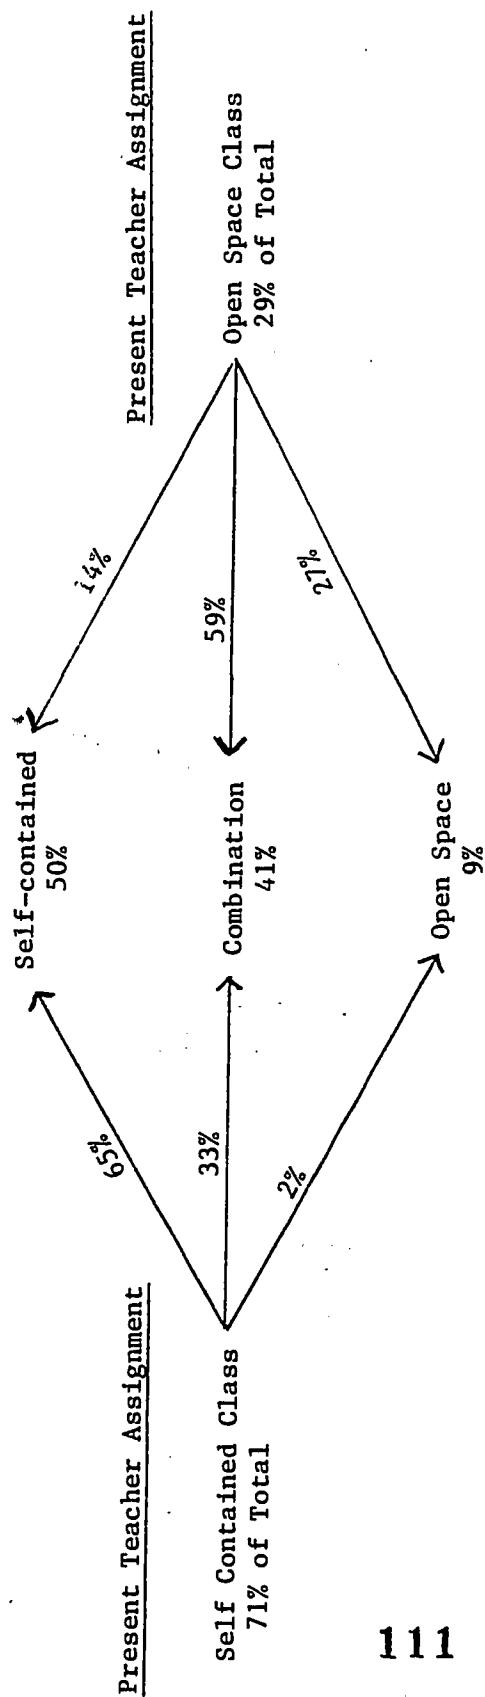 Present Teacher Assignment
Present Teacher Assignment
Self-contained
50%
65%
14%
Self Contained Class
71% of Total
33%
Combination
41%
59%
Open Space Class
29% of Total
2%
27%
Open Space
9%
111